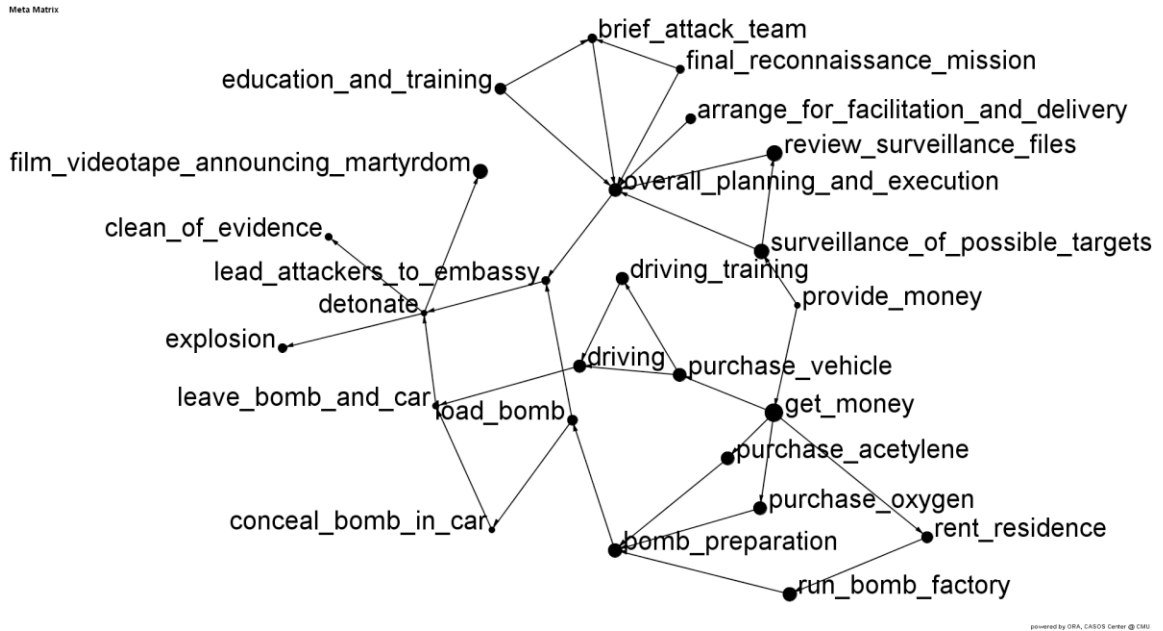 Meta Matrix
brief_attack_team
final_reconnaissance_mission
education_and_training
arrange_for_facilitation_and_delivery
review_surveillance_files
film_videotape_announcing_martyrdom
overall_planning_and_execution
clean_of_evidence
surveillance_of_possible_targets
lead_attackers_to_embassy
driving_training
detonate
provide_money
explosion
driving
purchase_vehicle
leave_bomb_and_car
load_bomb
get_money
purchase_acetylene
purchase_oxygen
conceal_bomb_in_car
rent_residence
bomb_preparation
run_bomb_factory
powered by ORA, CASOS Center @ CMU